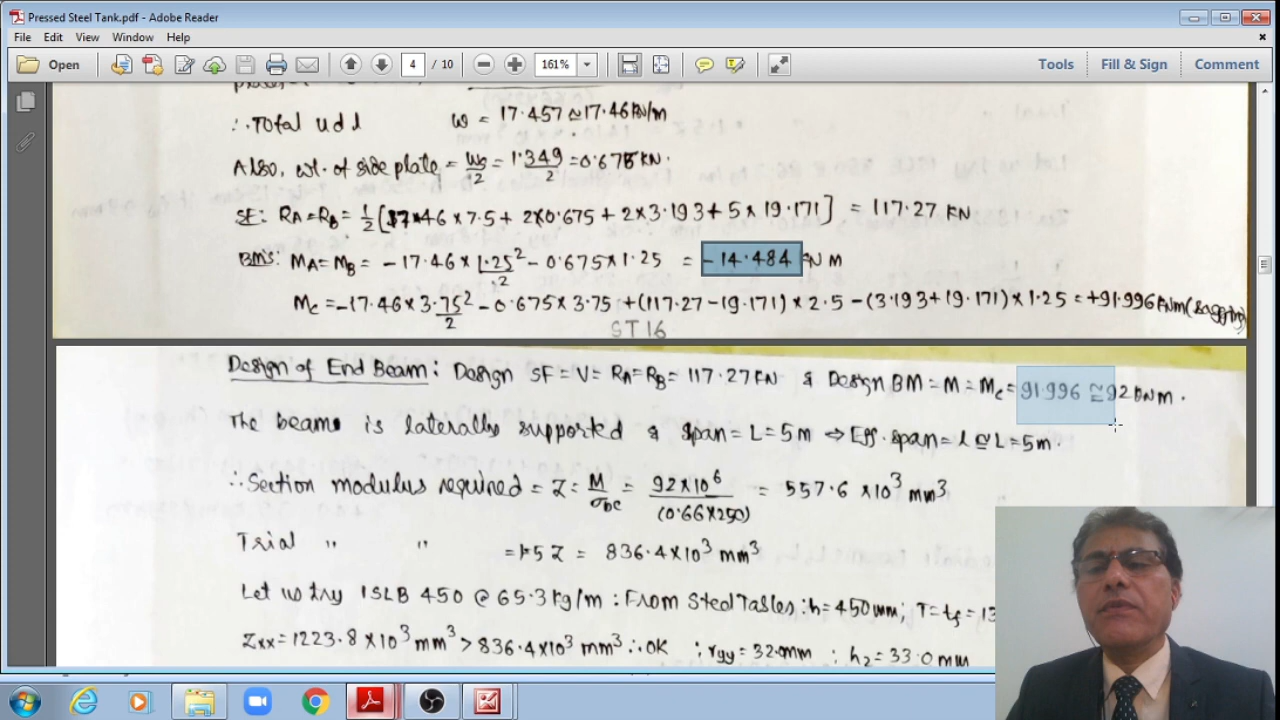 Pressed Steel Tank.pdf - Adobe Reader
File Edit View Window Help
Open 4 / 10 161% Tools Fill & Sign Comment
∴ Total udl w = 17.457 ≃ 17.46 kN/m
Also, wt. of side plate = = 1.349/2 = 0.675 kN.
SF: RA = RB = 1/2 [17.46 × 7.5 + 2×0.675 + 2×3.193 + 5×19.171] = 117.27 KN
BM's: MA = MB = -17.46 × 1.25²/2 - 0.675 × 1.25 = -14.484 KN M
Mc = -17.46 × 3.75²/2 - 0.675 × 3.75 + (117.27 - 19.171) × 2.5 - (3.193 + 19.171) × 1.25 = +91.996 KNm (sagging)
ST16
Design of End Beam: Design SF = V = RA = RB = 117.27 KN & Design BM = M = Mc = 91.996 ≃ 92 KNm.
The beam is laterally supported & span = L = 5m ⇒ Eff. span = l ≃ L = 5m.
∴ Section modulus required = Z = M/σbc = 92×10⁶/(0.66×250) = 557.6 ×10³ mm³
Trial " " = 1.5 Z = 836.4×10³ mm³
Let us try ISLB 450 @ 65.3 kg/m : From Steel Tables: h = 450 mm; T = tf = 13
Zxx = 1223.8 ×10³ mm³ > 836.4×10³ mm³ ∴ OK ; ryy = 32.0mm ; h2 = 33.0 mm